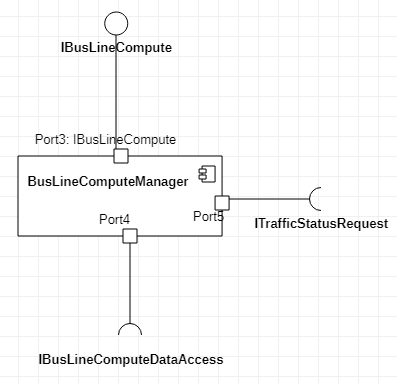 IBusLineCompute
Port3: IBusLineCompute
BusLineComputeManager
Port4
Port5
ITrafficStatusRequest
IBusLineComputeDataAccess